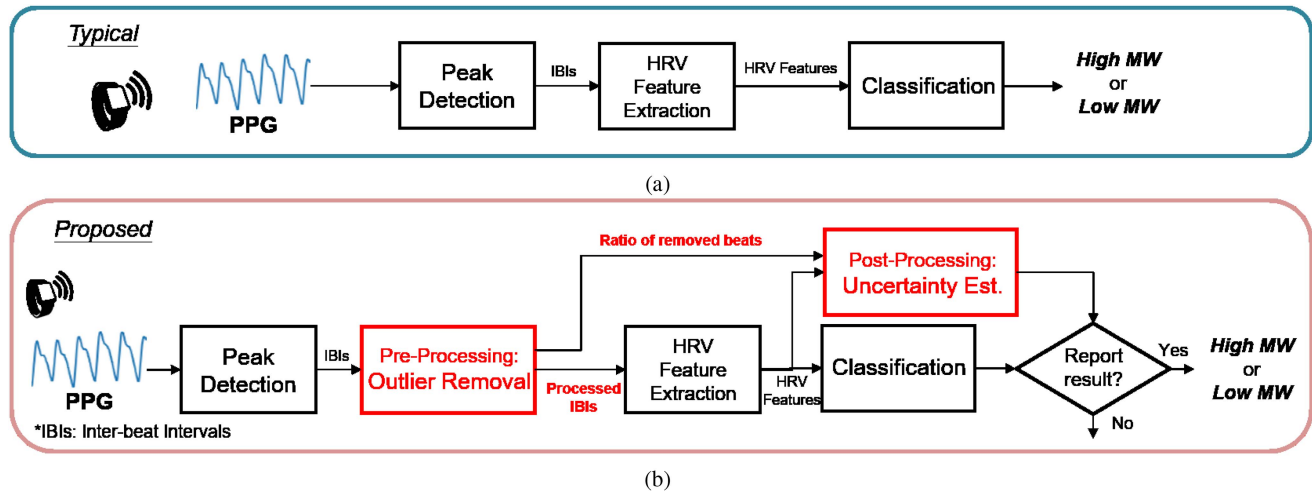 Typical
PPG
Peak
Detection
IBIs
HRV
Feature
Extraction
HRV Features
Classification
High MW
or
Low MW
(a)
Proposed
PPG
*IBIs: Inter-beat Intervals
Peak
Detection
IBIs
Pre-Processing:
Outlier Removal
Ratio of removed beats
Processed
IBIs
HRV
Feature
Extraction
HRV
Features
Post-Processing:
Uncertainty Est.
Classification
Report
result?
Yes
No
High MW
or
Low MW
(b)